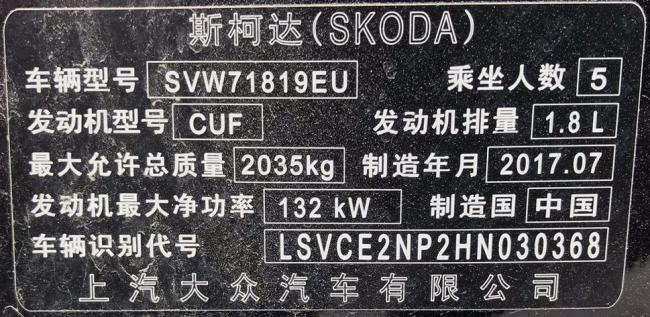 斯柯达(SKODA)
车辆型号 SVW71819EU 乘坐人数 5
发动机型号 CUF 发动机排量 1.8 L
最大允许总质量 2035kg 制造年月 2017.07
发动机最大净功率 132 kW 制造国 中国
车辆识别代号 LSVCE2NP2HN030368
上汽大众汽车有限公司